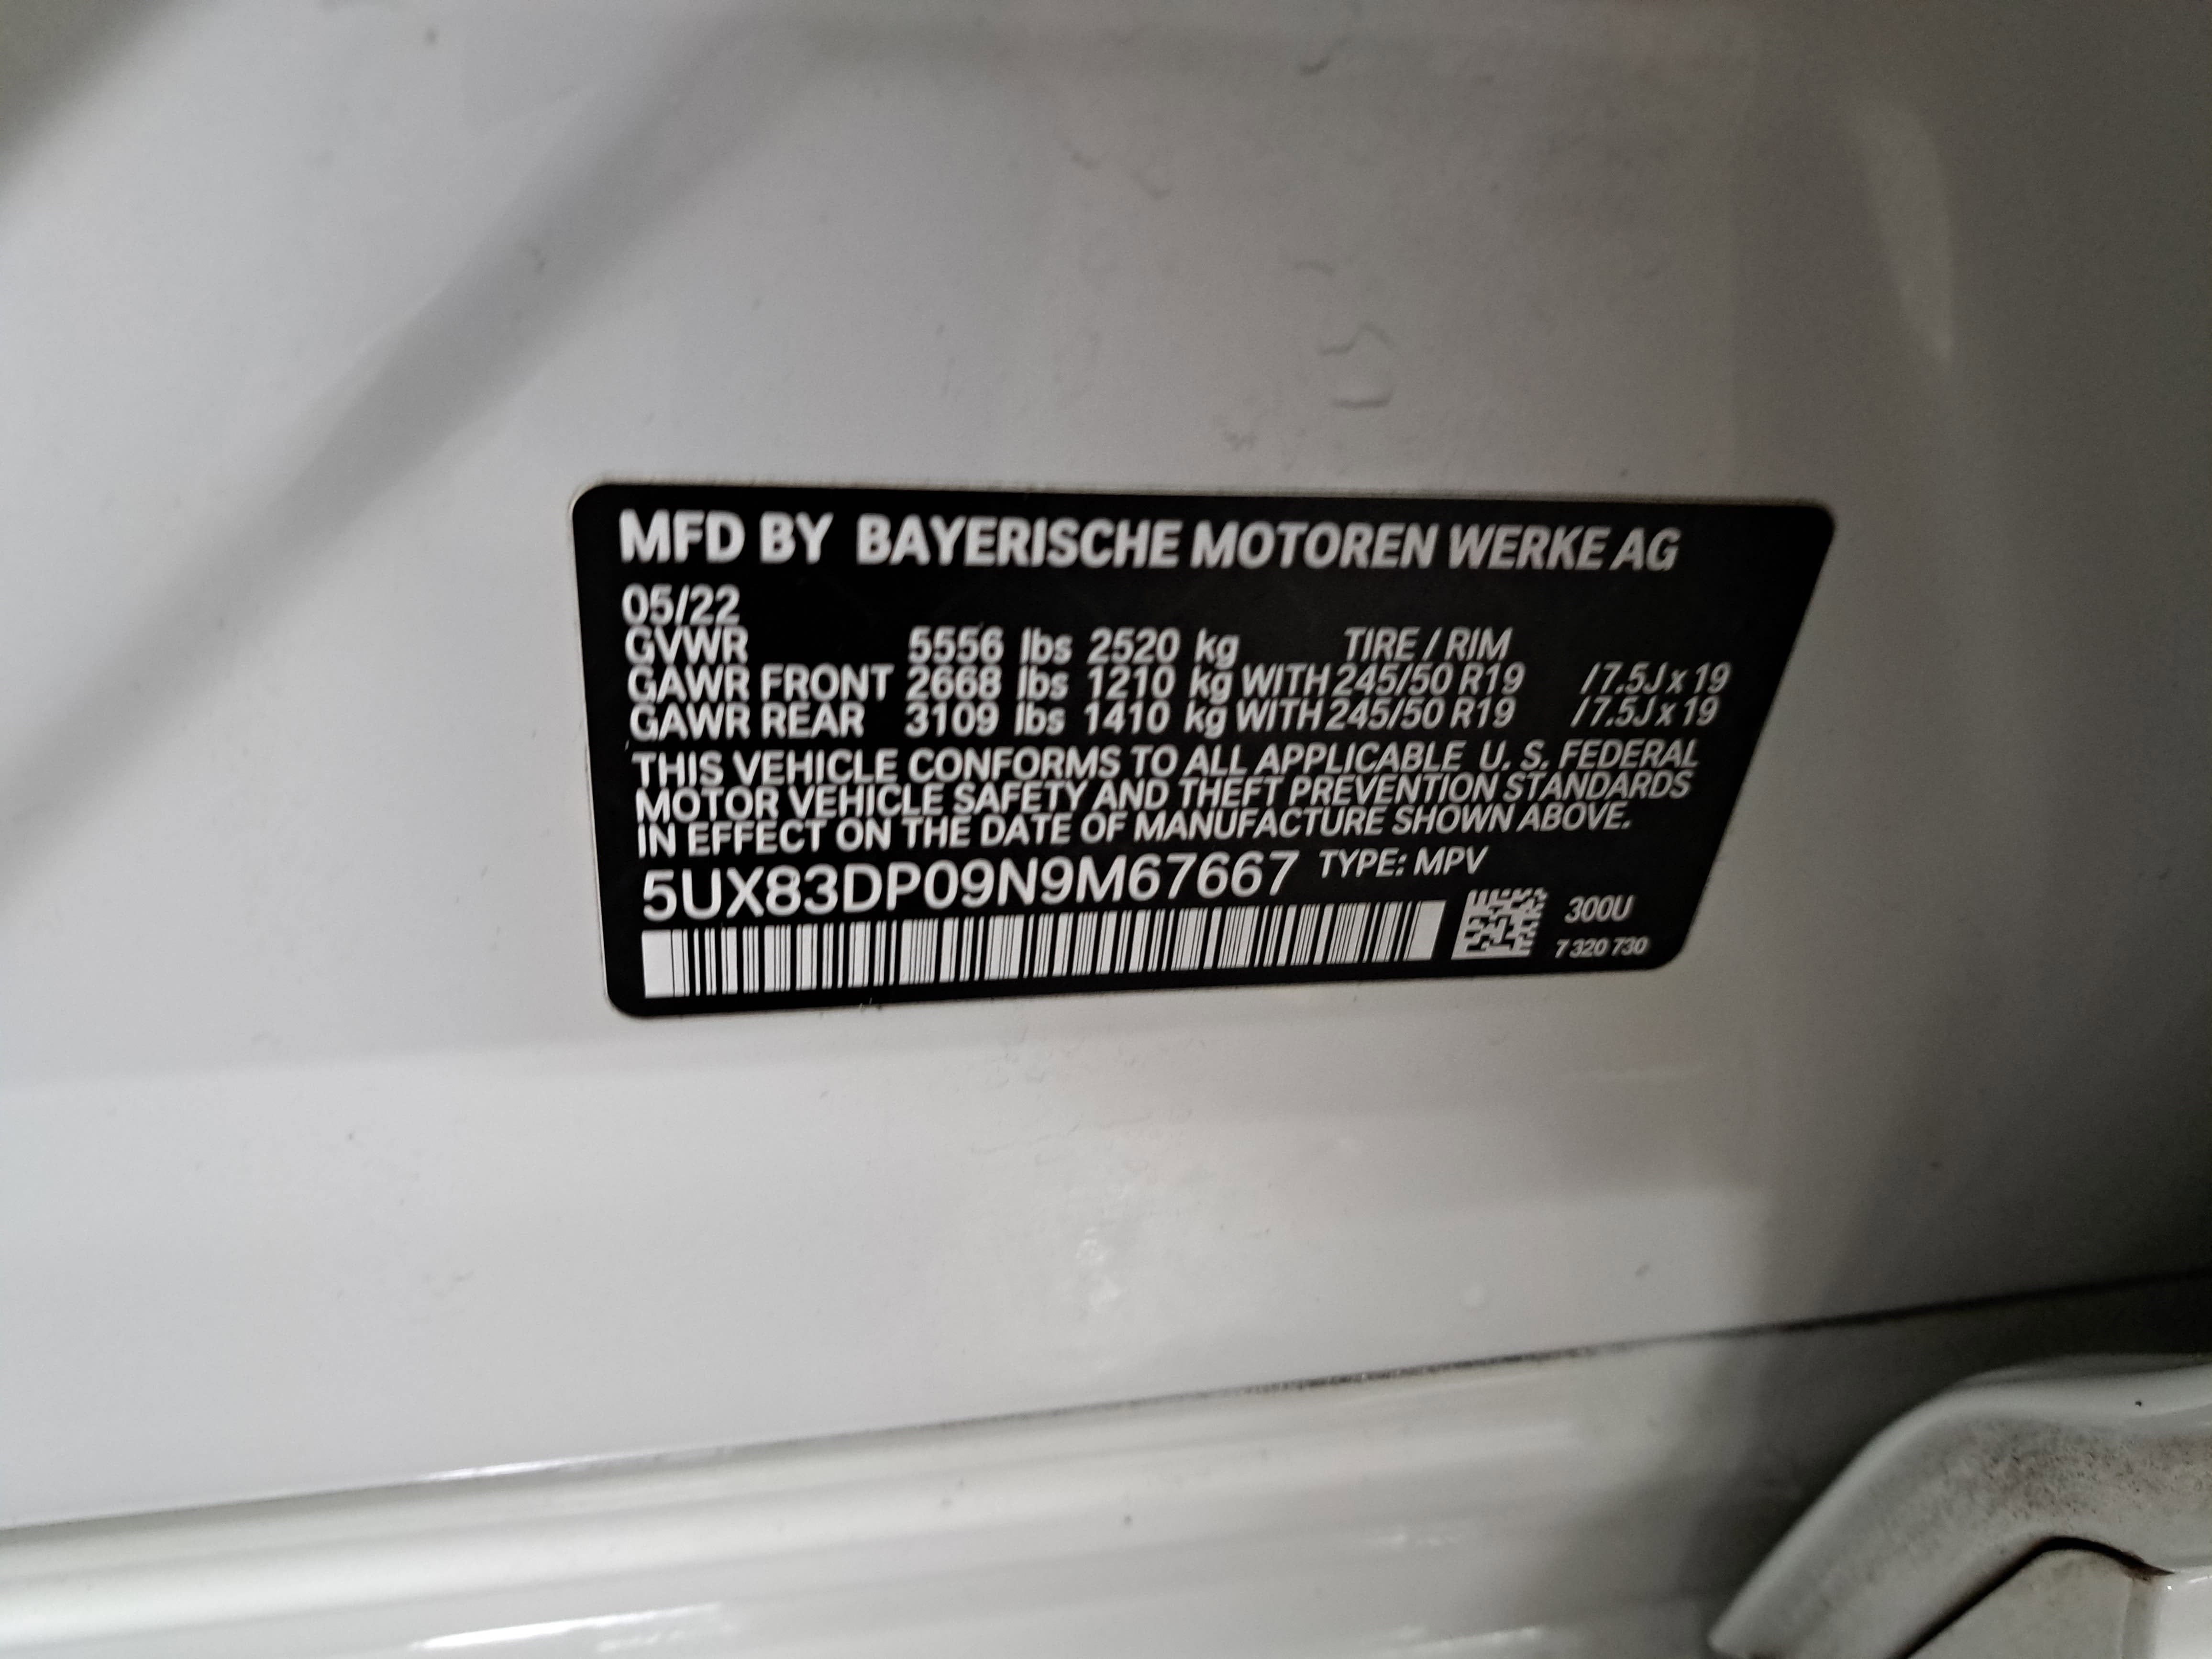 MFD BY BAYERISCHE MOTOREN WERKE AG
05/22
GVWR 5556 lbs 2520 kg TIRE / RIM
GAWR FRONT 2668 lbs 1210 kg WITH 245/50 R19 /7.5J x 19
GAWR REAR 3109 lbs 1410 kg WITH 245/50 R19 /7.5J x 19
THIS VEHICLE CONFORMS TO ALL APPLICABLE U. S. FEDERAL
MOTOR VEHICLE SAFETY AND THEFT PREVENTION STANDARDS
IN EFFECT ON THE DATE OF MANUFACTURE SHOWN ABOVE.
5UX83DP09N9M67667 TYPE: MPV
300U
7 320 730